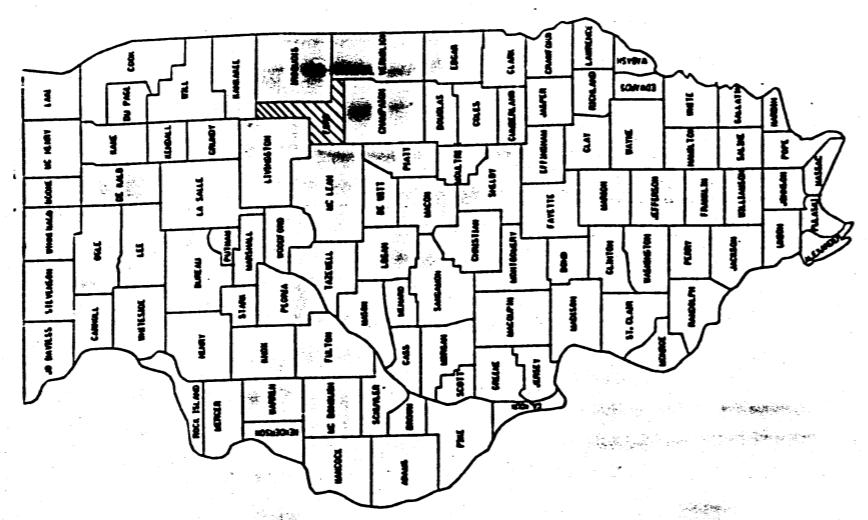 JO DAVIESS
STEPHENSON
WINNEBAGO
BOONE
MC HENRY
LAKE
CARROLL
OGLE
DE KALB
KANE
COOK
DU PAGE
WHITESIDE
LEE
KENDALL
WILL
ROCK ISLAND
HENRY
BUREAU
LA SALLE
GRUNDY
MERCER
PUTNAM
KANKAKEE
HENDERSON
WARREN
KNOX
STARK
MARSHALL
LIVINGSTON
IROQUOIS
PEORIA
WOODFORD
FORD
HANCOCK
MC DONOUGH
FULTON
TAZEWELL
MC LEAN
VERMILION
CHAMPAIGN
ADAMS
SCHUYLER
MASON
LOGAN
DE WITT
PIATT
BROWN
CASS
MENARD
MACON
DOUGLAS
EDGAR
PIKE
SCOTT
MORGAN
SANGAMON
CHRISTIAN
MOULTRIE
COLES
SHELBY
CLARK
GREENE
MACOUPIN
MONTGOMERY
CUMBERLAND
JERSEY
FAYETTE
EFFINGHAM
JASPER
CRAWFORD
MADISON
BOND
CLAY
RICHLAND
LAWRENCE
ST. CLAIR
CLINTON
MARION
WAYNE
EDWARDS
WABASH
MONROE
WASHINGTON
JEFFERSON
RANDOLPH
PERRY
FRANKLIN
HAMILTON
WHITE
JACKSON
WILLIAMSON
SALINE
GALLATIN
UNION
JOHNSON
POPE
HARDIN
ALEXANDER
PULASKI
MASSAC